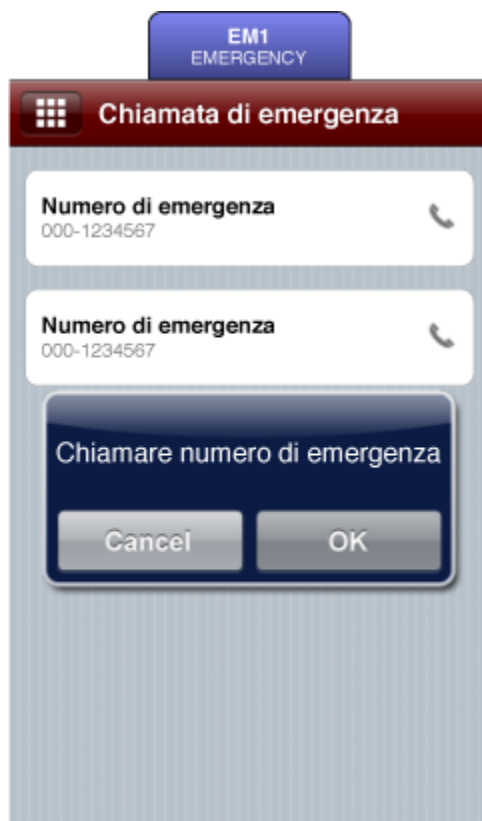 EM1
EMERGENCY
Chiamata di emergenza
Numero di emergenza
000-1234567
Numero di emergenza
000-1234567
Chiamare numero di emergenza
Cancel OK